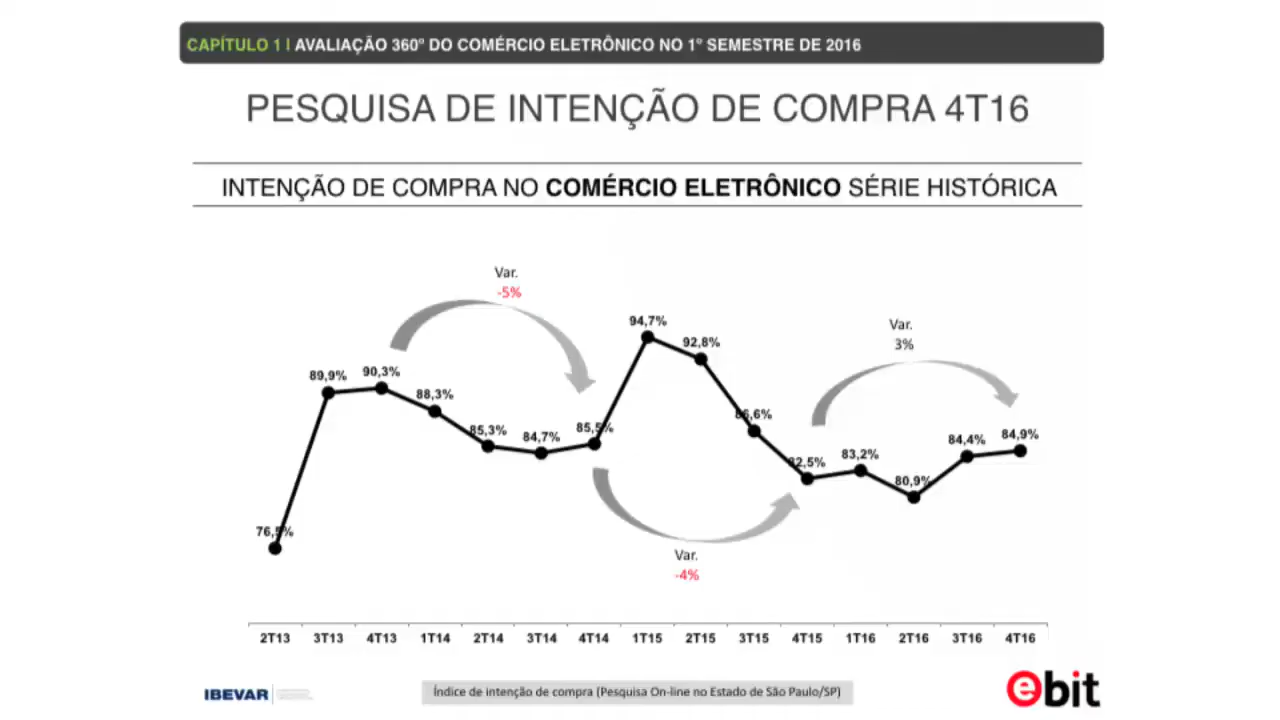 CAPÍTULO 1 I AVALIAÇÃO 360º DO COMÉRCIO ELETRÔNICO NO 1º SEMESTRE DE 2016
PESQUISA DE INTENÇÃO DE COMPRA 4T16
INTENÇÃO DE COMPRA NO COMÉRCIO ELETRÔNICO SÉRIE HISTÓRICA
Var.
-5%
94,7%
92,8%
Var.
3%
89,9%
90,3%
88,3%
85,3%
84,7%
85,5%
86,6%
82,5%
83,2%
80,9%
84,4%
84,9%
76,5%
Var.
-4%
2T13 3T13 4T13 1T14 2T14 3T14 4T14 1T15 2T15 3T15 4T15 1T16 2T16 3T16 4T16
IBEVAR
Índice de intenção de compra (Pesquisa On-line no Estado de São Paulo/SP)
ebit